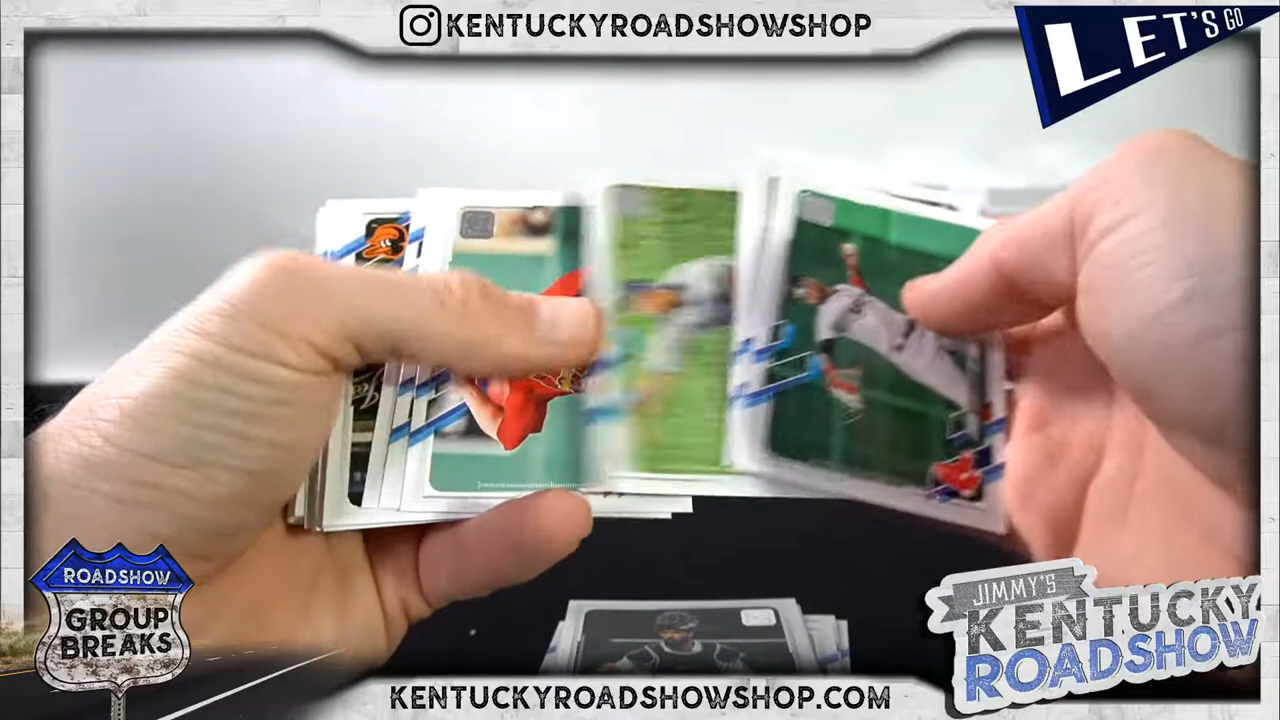 KENTUCKYROADSHOWSHOP
LET'S GO
ROADSHOW
GROUP
BREAKS
JIMMY'S
KENTUCKY
ROADSHOW
KENTUCKYROADSHOWSHOP.COM